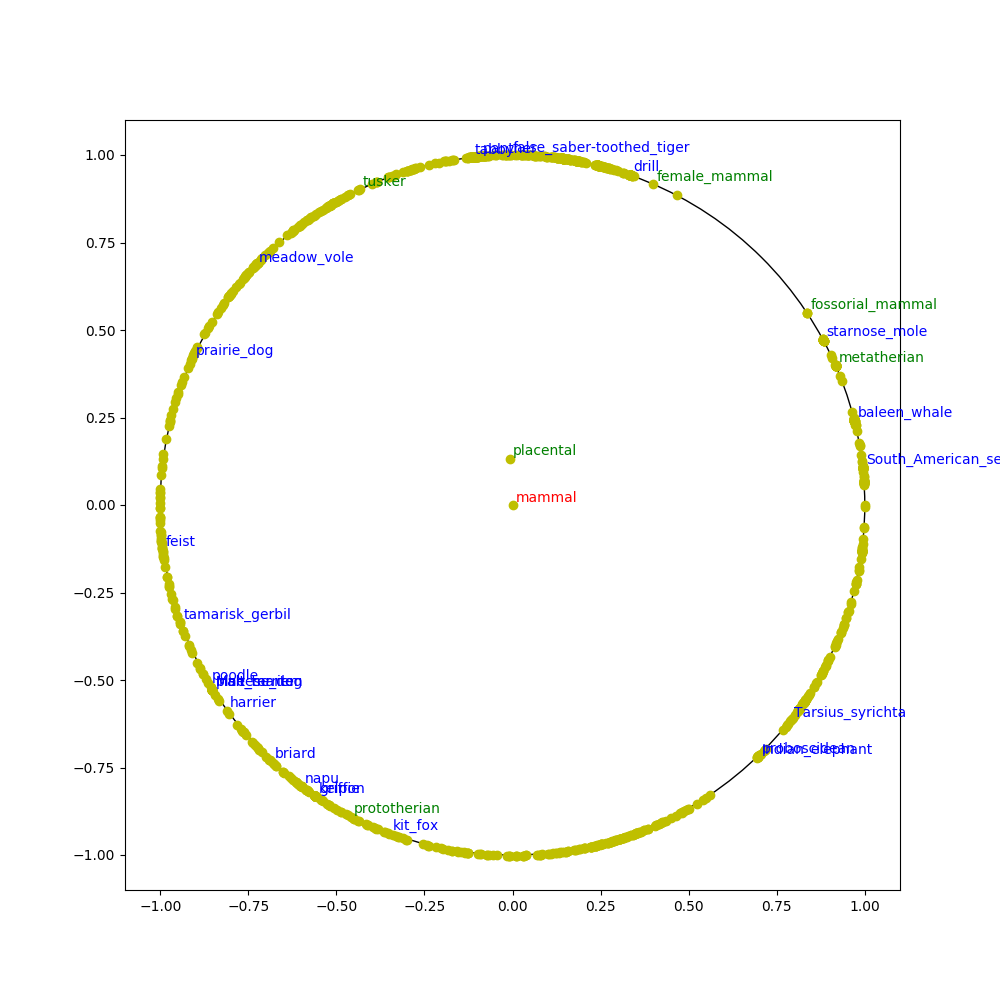 1.00
0.75
0.50
0.25
0.00
−0.25
−0.50
−0.75
−1.00
false_saber-toothed_tiger
drill
female_mammal
tusker
meadow_vole
fossorial_mammal
starnose_mole
prairie_dog
metatherian
baleen_whale
placental
South_American_se
mammal
feist
tamarisk_gerbil
poodle
harrier
Tarsius_syrichta
proboscidean
Indian_elephant
briard
napu
griffon
prototherian
kit_fox
−1.00 −0.75 −0.50 −0.25 0.00 0.25 0.50 0.75 1.00